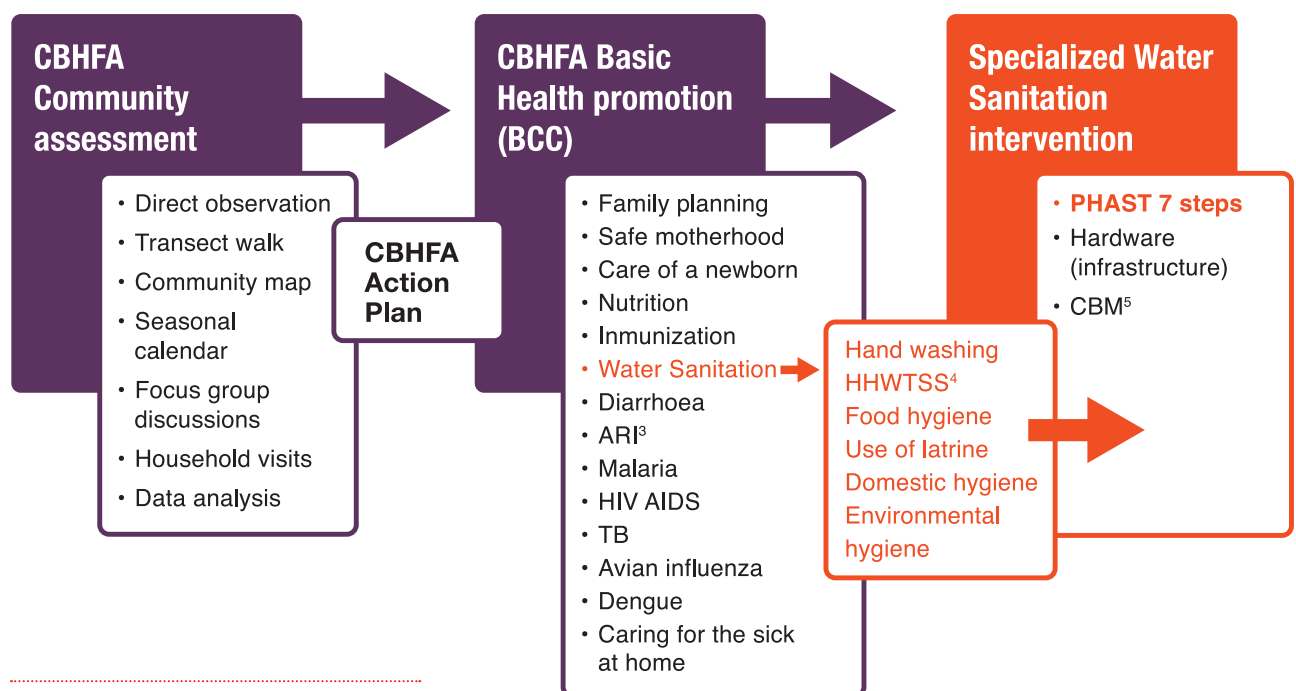 CBHFA
Community
assessment
• Direct observation
• Transect walk
• Community map
• Seasonal
calendar
• Focus group
discussions
• Household visits
• Data analysis
CBHFA
Action
Plan
CBHFA Basic
Health promotion
(BCC)
• Family planning
• Safe motherhood
• Care of a newborn
• Nutrition
• Inmunization
• Water Sanitation
• Diarrhoea
• ARI³
• Malaria
• HIV AIDS
• TB
• Avian influenza
• Dengue
• Caring for the sick
at home
Hand washing
HHWTSS⁴
Food hygiene
Use of latrine
Domestic hygiene
Environmental
hygiene
Specialized Water
Sanitation
intervention
• PHAST 7 steps
• Hardware
(infrastructure)
• CBM⁵